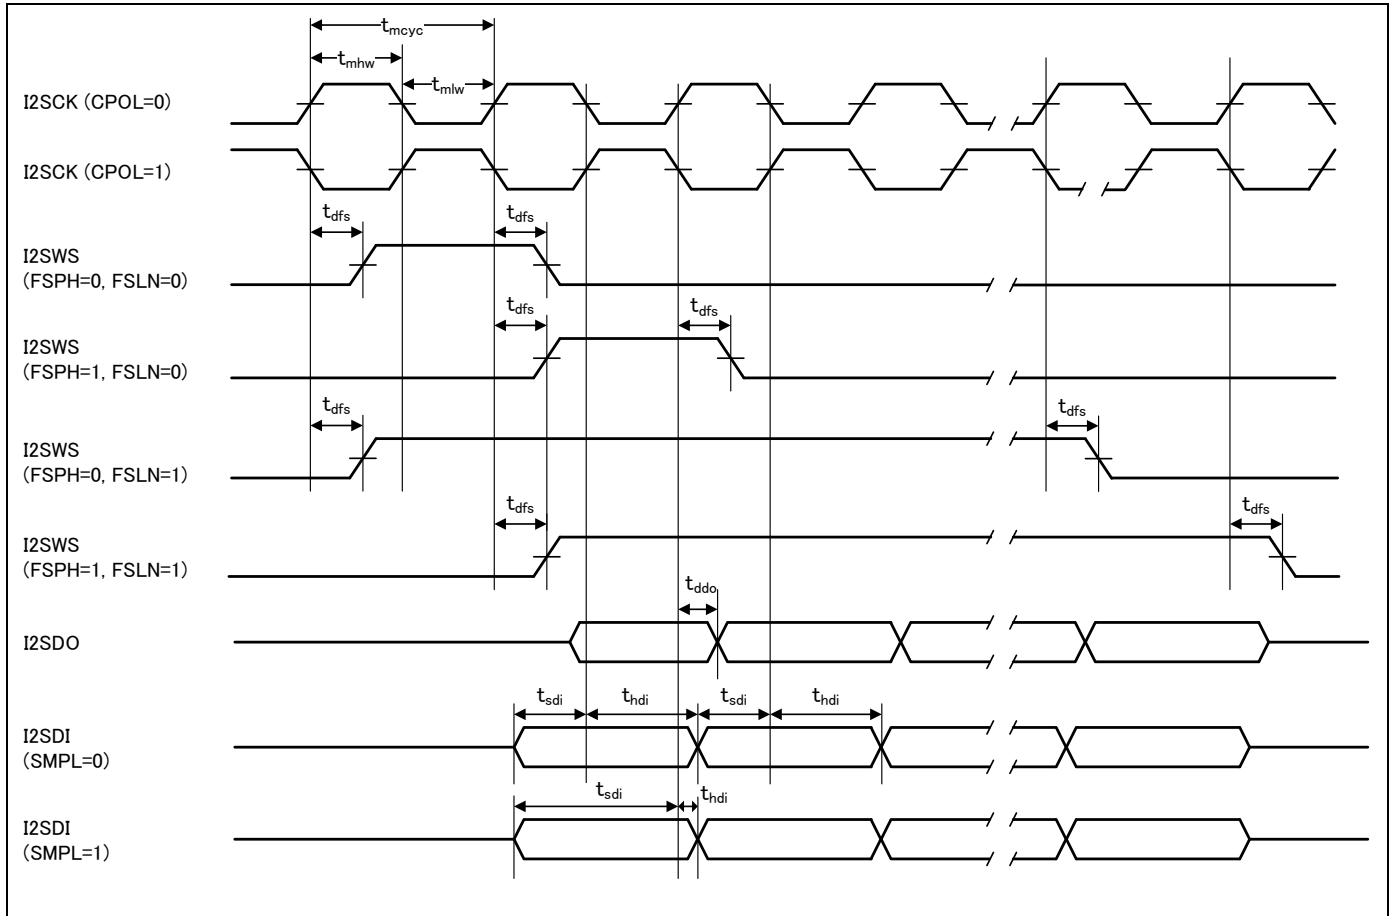 tmcyc
tmhw
tmlw
I2SCK (CPOL=0)
I2SCK (CPOL=1)
tdfs tdfs
I2SWS
(FSPH=0, FSLN=0)
tdfs tdfs
I2SWS
(FSPH=1, FSLN=0)
tdfs tdfs
I2SWS
(FSPH=0, FSLN=1)
tdfs tdfs
I2SWS
(FSPH=1, FSLN=1)
tddo
I2SDO
tsdi thdi tsdi thdi
I2SDI
(SMPL=0)
tsdi thdi
I2SDI
(SMPL=1)